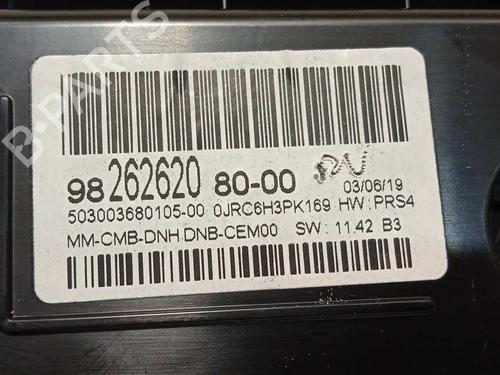 98 262620 80-00
03/06/19
503003680105-00 0JRC6H3PK169 HW: PRS4
MM-CMB-DNH DNB-CEM00 SW: 11.42 B3
B-PARTS